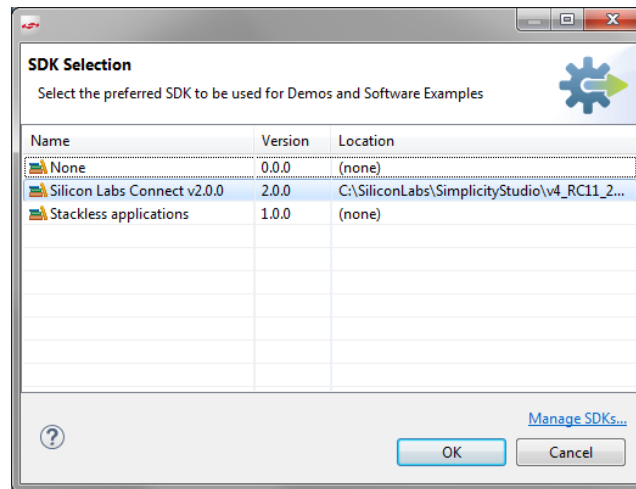 SDK Selection
Select the preferred SDK to be used for Demos and Software Examples
Name Version Location
None 0.0.0 (none)
Silicon Labs Connect v2.0.0 2.0.0 C:\SiliconLabs\SimplicityStudio\v4_RC11_2...
Stackless applications 1.0.0 (none)
Manage SDKs...
OK Cancel